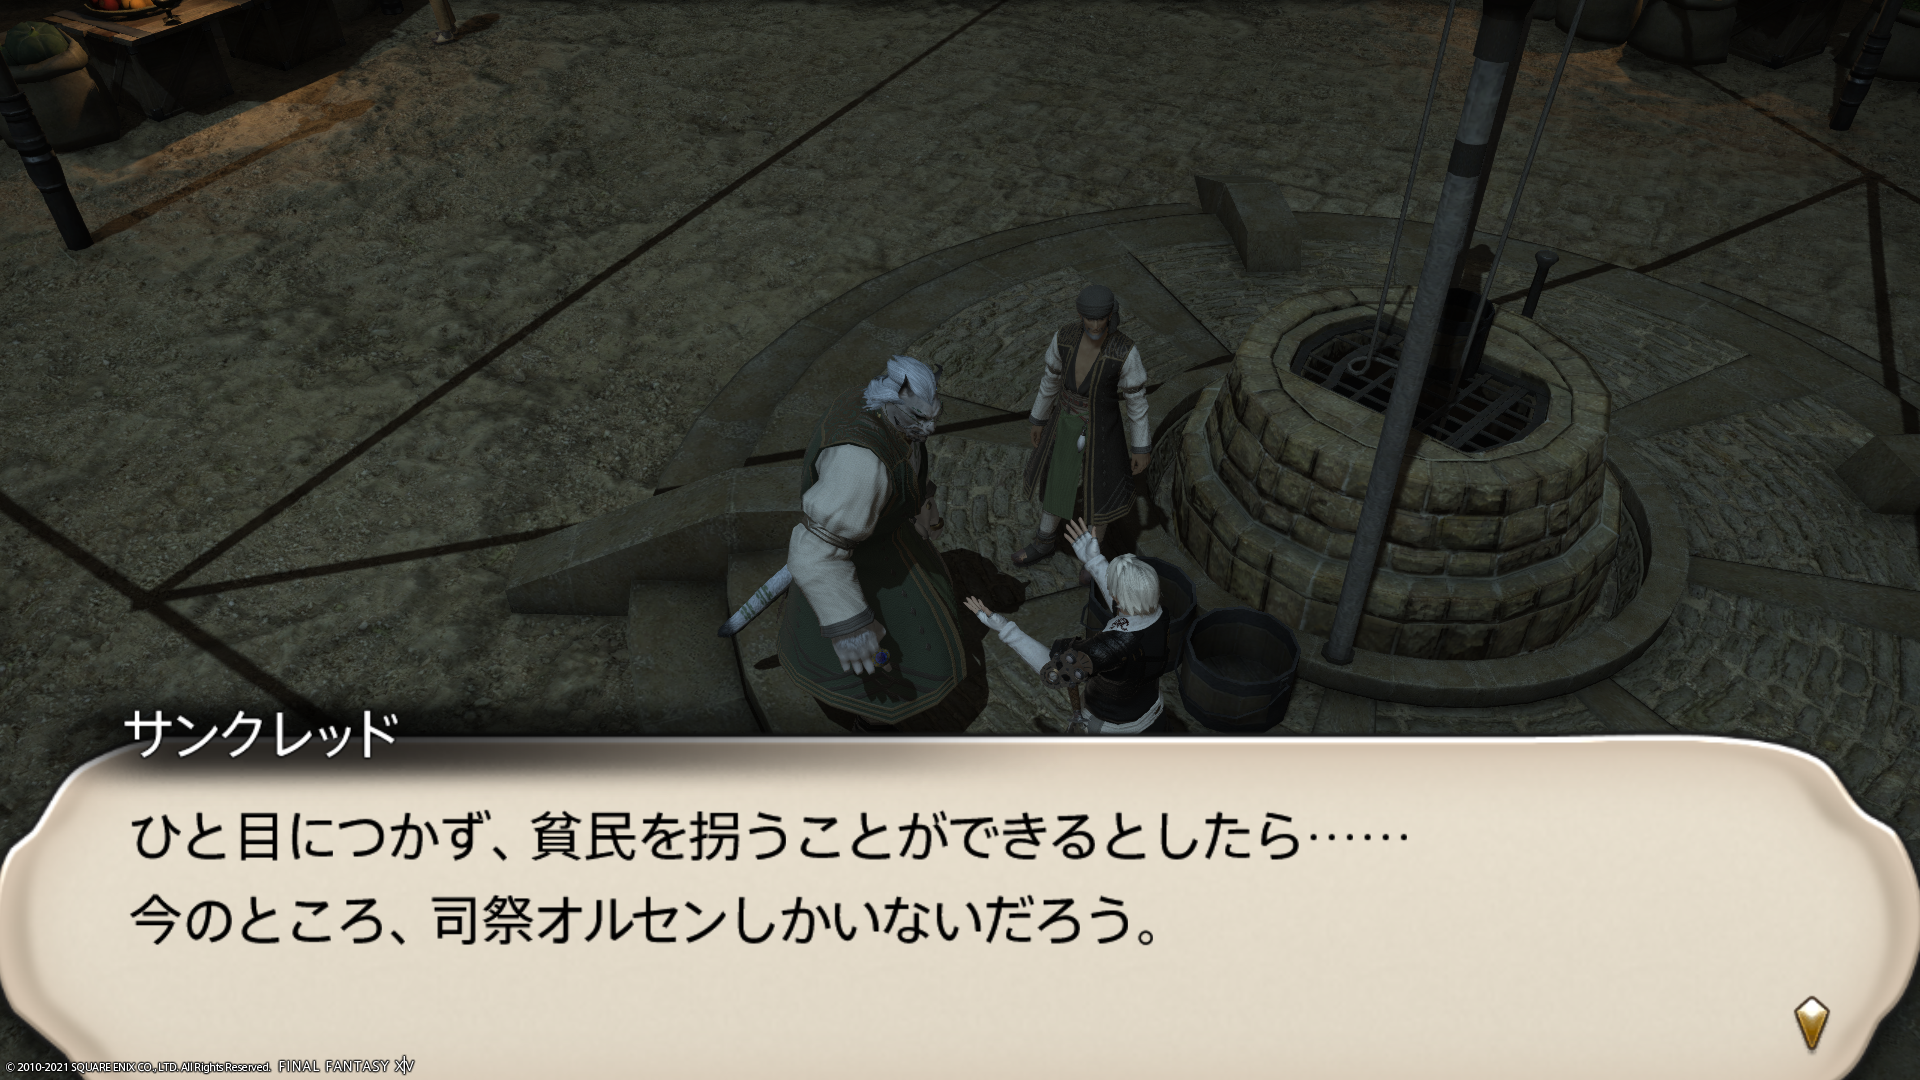 サンクレッド
ひと目につかず、貧民を拐うことができるとしたら……
今のところ、司祭オルセンしかいないだろう。
© 2010-2021 SQUARE ENIX CO., LTD. All Rights Reserved. FINAL FANTASY XIV